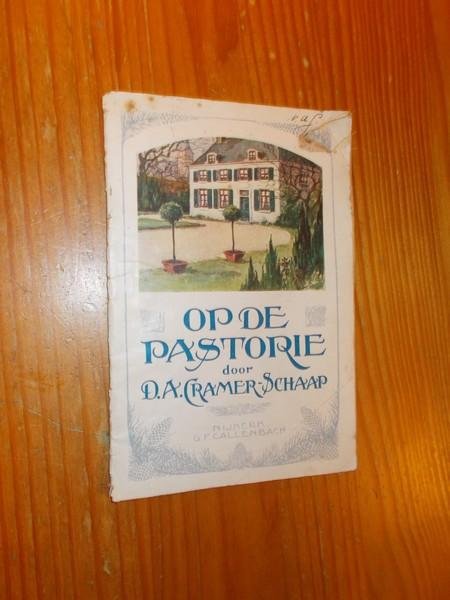 OP DE
PASTORIE
door
D.A. CRAMER-SCHAAP
NIJKERK
G.F. CALLENBACH